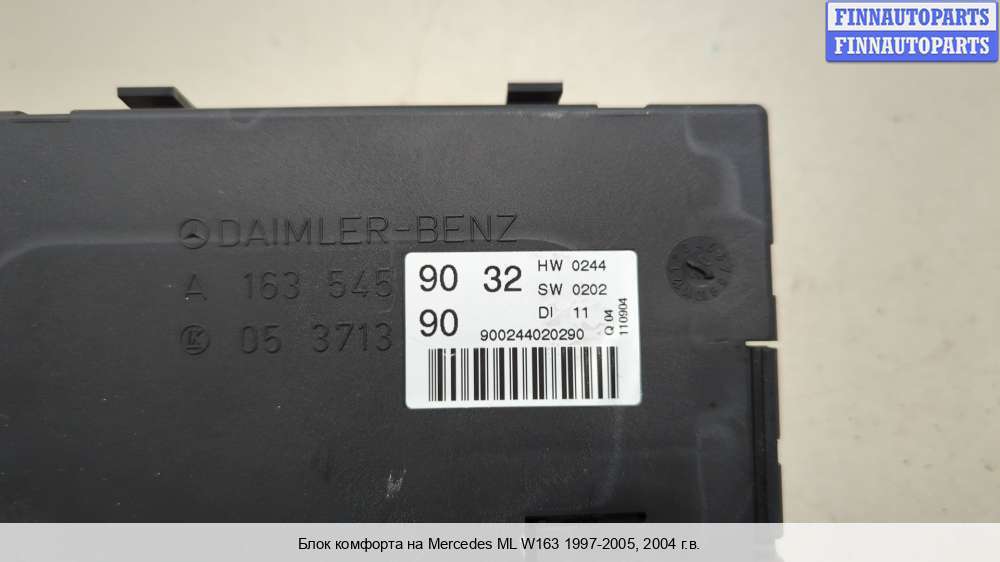 FINNAUTOPARTS
FINNAUTOPARTS
DAIMLER-BENZ
A 163 545 90 32 HW 0244
SW 0202
LK 05 3713 90 DI 11
900244020290
Q 04
110904
Блок комфорта на Mercedes ML W163 1997-2005, 2004 г.в.